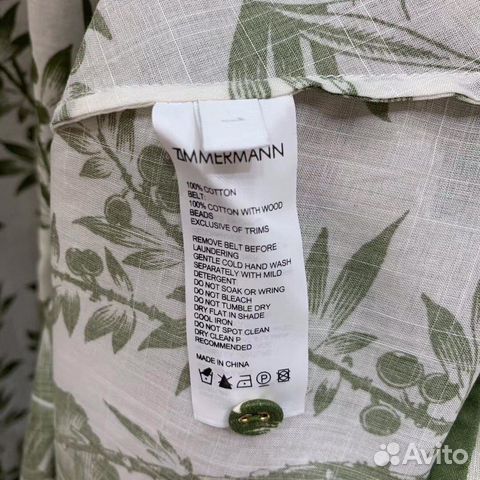 ZIMMERMANN
100% COTTON
BELT:
100% COTTON WITH WOOD
BEADS
EXCLUSIVE OF TRIMS
REMOVE BELT BEFORE
LAUNDERING
GENTLE COLD HAND WASH
SEPARATELY WITH MILD
DETERGENT
DO NOT SOAK OR WRING
DO NOT BLEACH
DO NOT TUMBLE DRY
DRY FLAT IN SHADE
COOL IRON
DO NOT SPOT CLEAN
DRY CLEAN P
RECOMMENDED
MADE IN CHINA
P
Avito